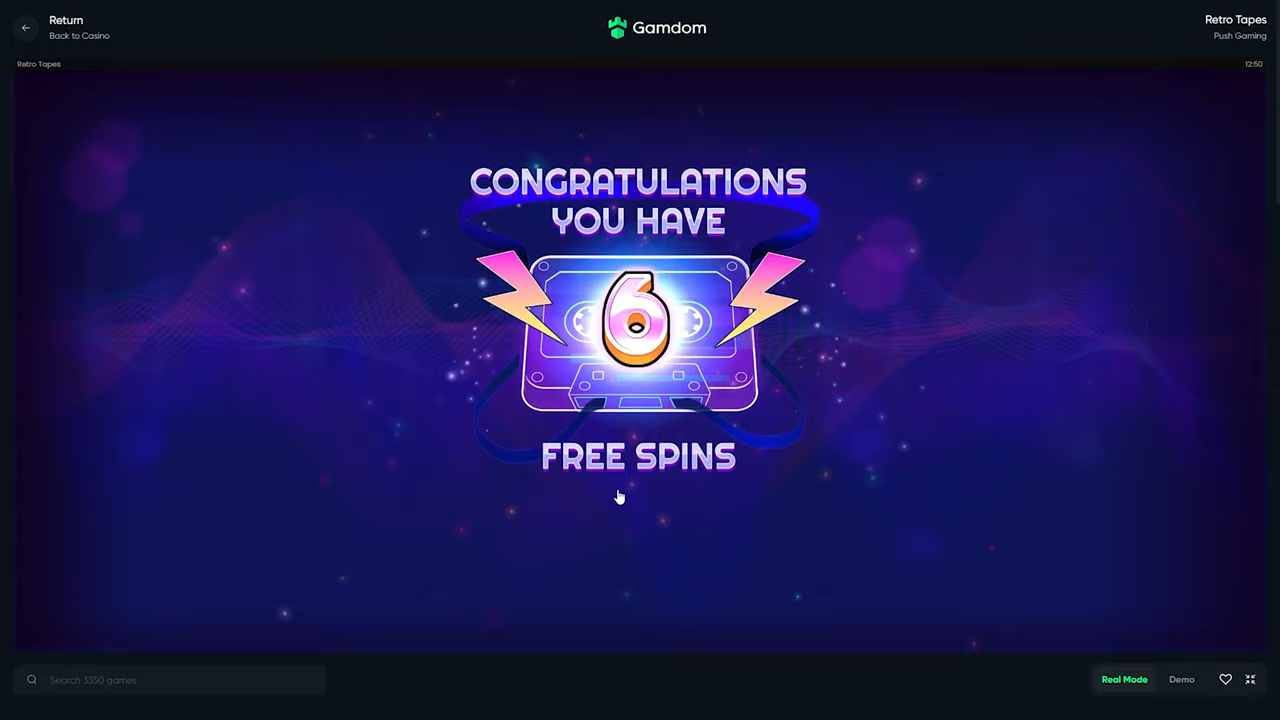 Return
Back to Casino
Gamdom
Retro Tapes
Push Gaming
Retro Tapes
12:50
CONGRATULATIONS
YOU HAVE
6
FREE SPINS
Search 3350 games
Real Mode
Demo